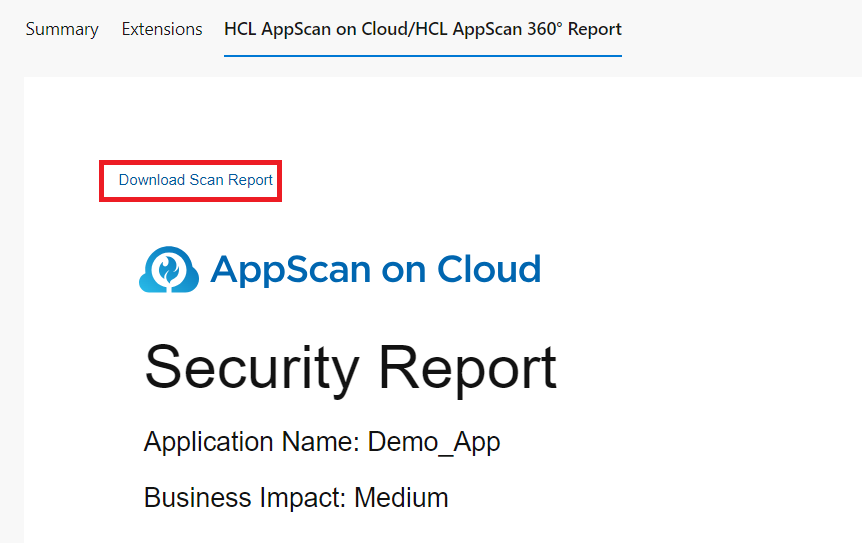 Summary Extensions HCL AppScan on Cloud/HCL AppScan 360° Report
Download Scan Report
AppScan on Cloud
Security Report
Application Name: Demo_App
Business Impact: Medium